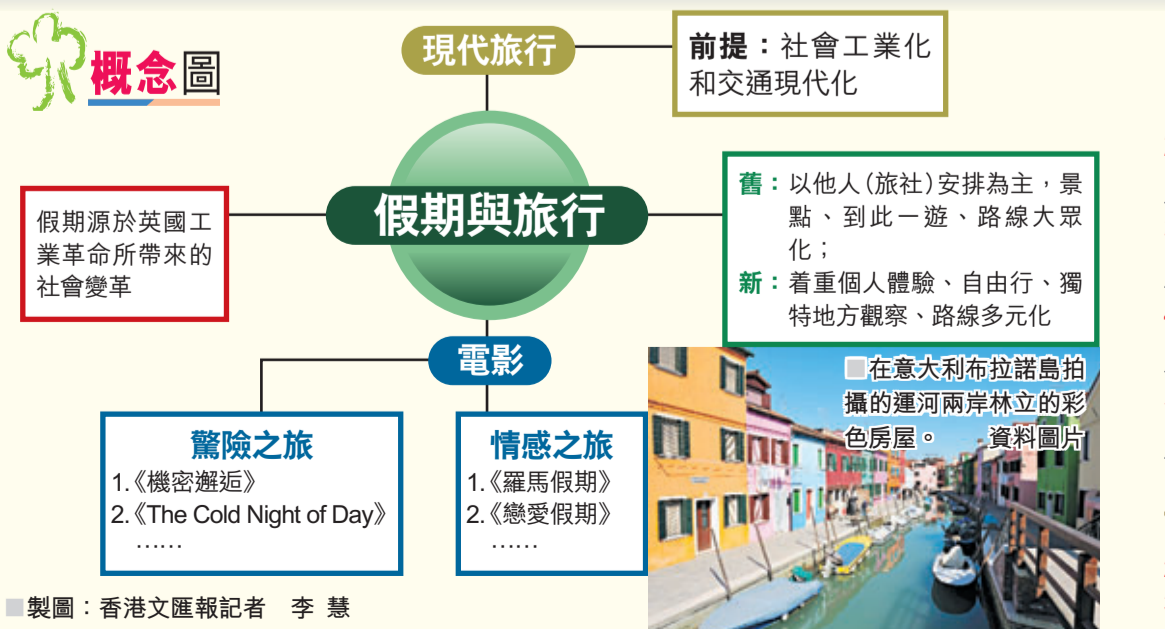 概念圖
現代旅行
前提：社會工業化
和交通現代化
假期與旅行
假期源於英國工
業革命所帶來的
社會變革
舊：以他人(旅社)安排為主，景
點、到此一遊、路線大眾
化；
新：着重個人體驗、自由行、獨
特地方觀察、路線多元化
電影
驚險之旅
1.《機密邂逅》
2.《The Cold Night of Day》
……
情感之旅
1.《羅馬假期》
2.《戀愛假期》
……
在意大利布拉諾島拍
攝的運河兩岸林立的彩
色房屋。 資料圖片
製圖：香港文匯報記者 李 慧